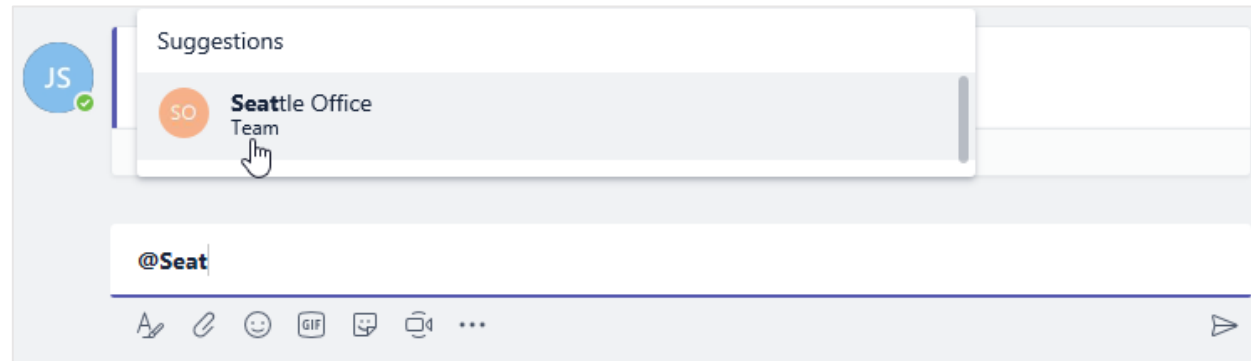 Suggestions
JS
SO
Seattle Office
Team
@Seat
GIF